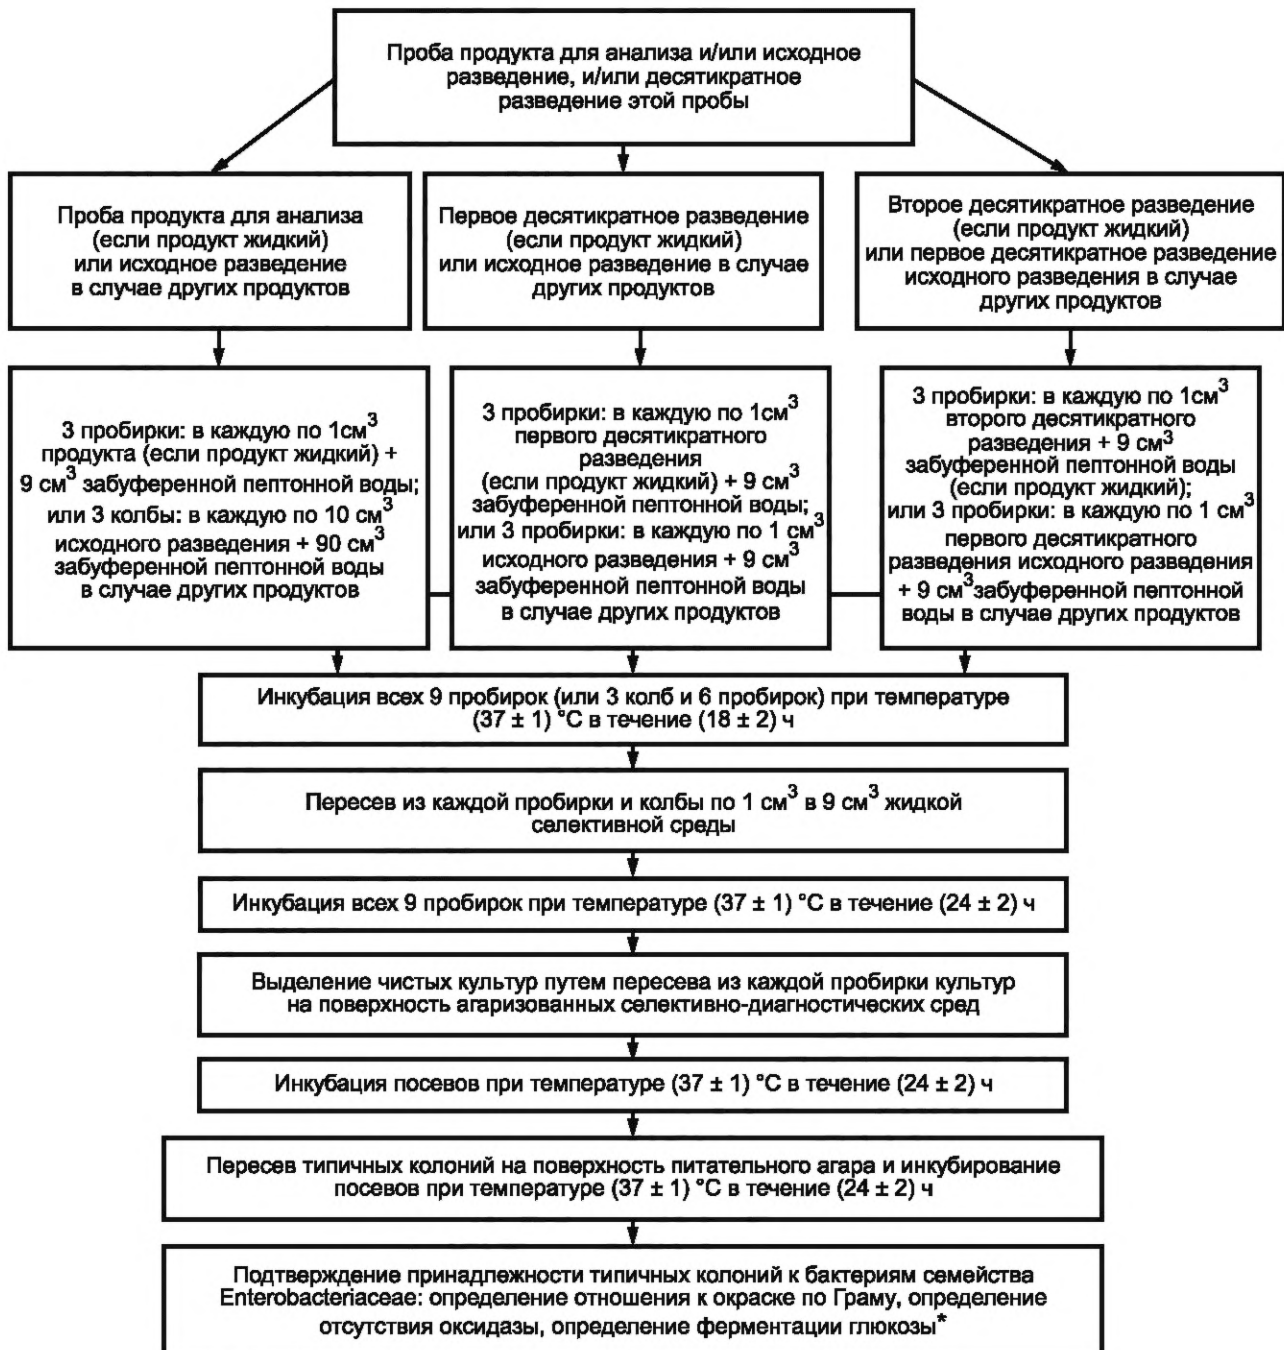 Проба продукта для анализа и/или исходное
разведение, и/или десятикратное
разведение этой пробы
Проба продукта для анализа
(если продукт жидкий)
или исходное разведение
в случае других продуктов
Первое десятикратное разведение
(если продукт жидкий)
или исходное разведение в случае
других продуктов
Второе десятикратное разведение
(если продукт жидкий)
или первое десятикратное разведение
исходного разведения в случае
других продуктов
3 пробирки: в каждую по 1см³
продукта (если продукт жидкий) +
9 см³ забуференной пептонной воды;
или 3 колбы: в каждую по 10 см³
исходного разведения + 90 см³
забуференной пептонной воды
в случае других продуктов
3 пробирки: в каждую по 1см³
первого десятикратного
разведения
(если продукт жидкий) + 9 см³
забуференной пептонной воды;
или 3 пробирки: в каждую по 1 см³
исходного разведения + 9 см³
забуференной пептонной воды
в случае других продуктов
3 пробирки: в каждую по 1см³
второго десятикратного
разведения + 9 см³
забуференной пептонной воды
(если продукт жидкий);
или 3 пробирки: в каждую по 1 см³
первого десятикратного
разведения исходного разведения
+ 9 см³забуференной пептонной
воды в случае других продуктов
Инкубация всех 9 пробирок (или 3 колб и 6 пробирок) при температуре
(37 ± 1) °С в течение (18 ± 2) ч
Пересев из каждой пробирки и колбы по 1 см³ в 9 см³ жидкой
селективной среды
Инкубация всех 9 пробирок при температуре (37 ± 1) °С в течение (24 ± 2) ч
Выделение чистых культур путем пересева из каждой пробирки культур
на поверхность агаризованных селективно-диагностических сред
Инкубация посевов при температуре (37 ± 1) °С в течение (24 ± 2) ч
Пересев типичных колоний на поверхность питательного агара и инкубирование
посевов при температуре (37 ± 1) °С в течение (24 ± 2) ч
Подтверждение принадлежности типичных колоний к бактериям семейства
Enterobacteriaceae: определение отношения к окраске по Граму, определение
отсутствия оксидазы, определение ферментации глюкозы*